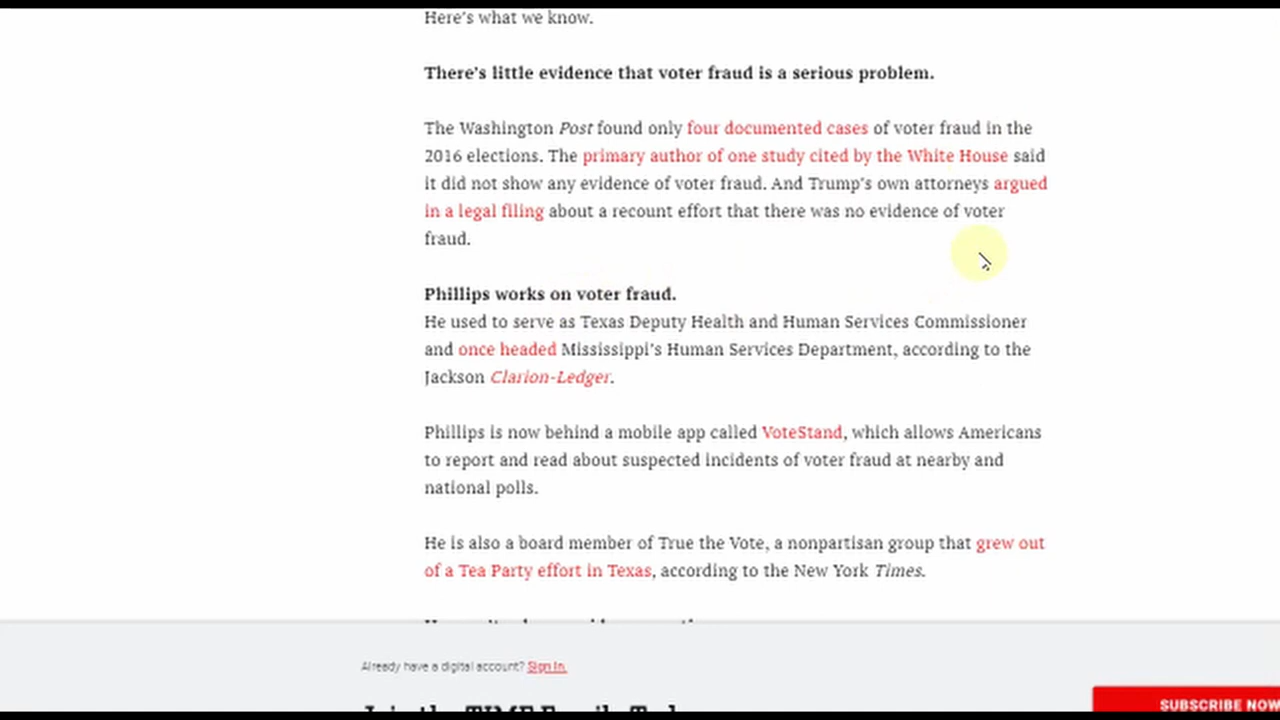 Here's what we know.
There's little evidence that voter fraud is a serious problem.
The Washington Post found only four documented cases of voter fraud in the
2016 elections. The primary author of one study cited by the White House said
it did not show any evidence of voter fraud. And Trump's own attorneys argued
in a legal filing about a recount effort that there was no evidence of voter
fraud.
Phillips works on voter fraud.
He used to serve as Texas Deputy Health and Human Services Commissioner
and once headed Mississippi's Human Services Department, according to the
Jackson Clarion-Ledger.
Phillips is now behind a mobile app called VoteStand, which allows Americans
to report and read about suspected incidents of voter fraud at nearby and
national polls.
He is also a board member of True the Vote, a nonpartisan group that grew out
of a Tea Party effort in Texas, according to the New York Times.
Already have a digital account? Sign In.
SUBSCRIBE NOW